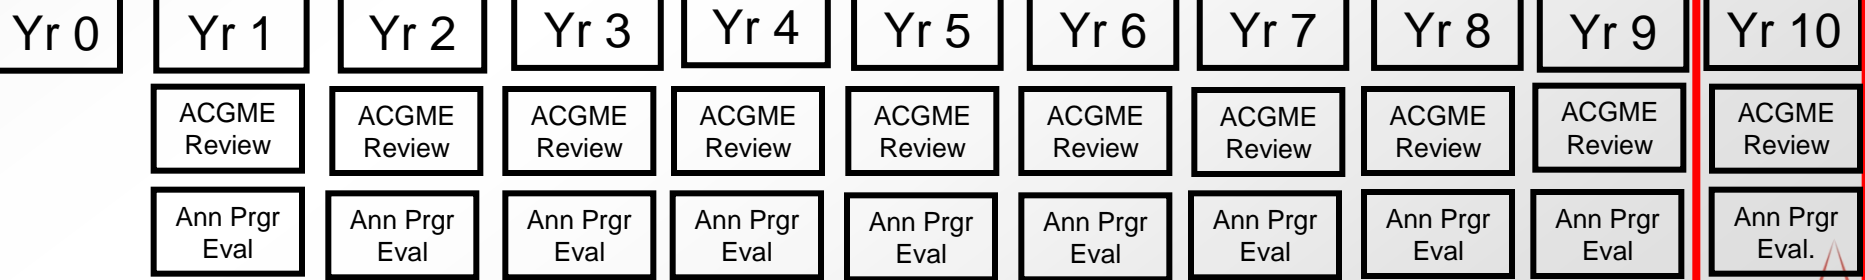 Yr 0 Yr 1 Yr 2 Yr 3 Yr 4 Yr 5 Yr 6 Yr 7 Yr 8 Yr 9 Yr 10
ACGME ACGME ACGME ACGME ACGME ACGME ACGME ACGME ACGME ACGME
Review Review Review Review Review Review Review Review Review Review
Ann Prgr Ann Prgr Ann Prgr Ann Prgr Ann Prgr Ann Prgr Ann Prgr Ann Prgr Ann Prgr Ann Prgr
Eval Eval Eval Eval Eval Eval Eval Eval Eval Eval.